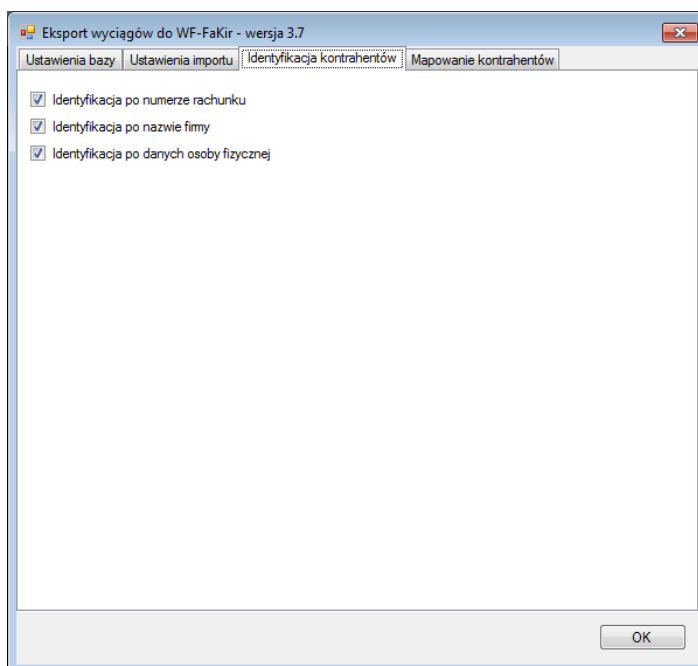 Eksport wyciągów do WF-FaKir - wersja 3.7
Ustawienia bazy Ustawienia importu Identyfikacja kontrahentów Mapowanie kontrahentów
Identyfikacja po numerze rachunku
Identyfikacja po nazwie firmy
Identyfikacja po danych osoby fizycznej
OK